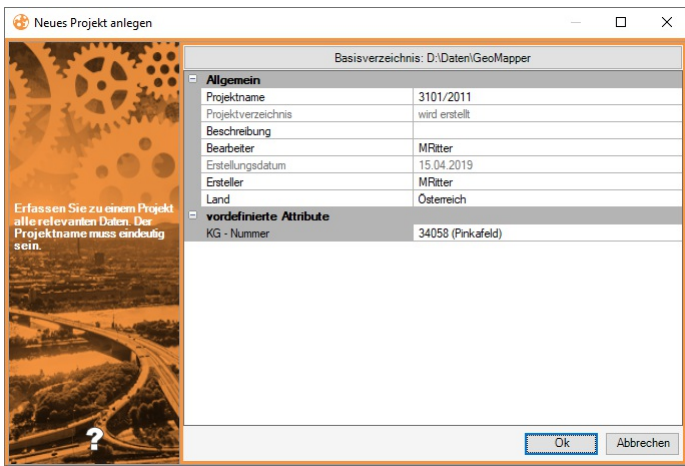 Neues Projekt anlegen
Basisverzeichnis: D:\Daten\GeoMapper
Allgemein
Projektname 3101/2011
Projektverzeichnis wird erstellt
Beschreibung
Bearbeiter MRitter
Erstellungsdatum 15.04.2019
Ersteller MRitter
Land Österreich
vordefinierte Attribute
KG - Nummer 34058 (Pinkafeld)
Erfassen Sie zu einem Projekt
alle relevanten Daten. Der
Projektname muss eindeutig
sein.
?
Ok Abbrechen